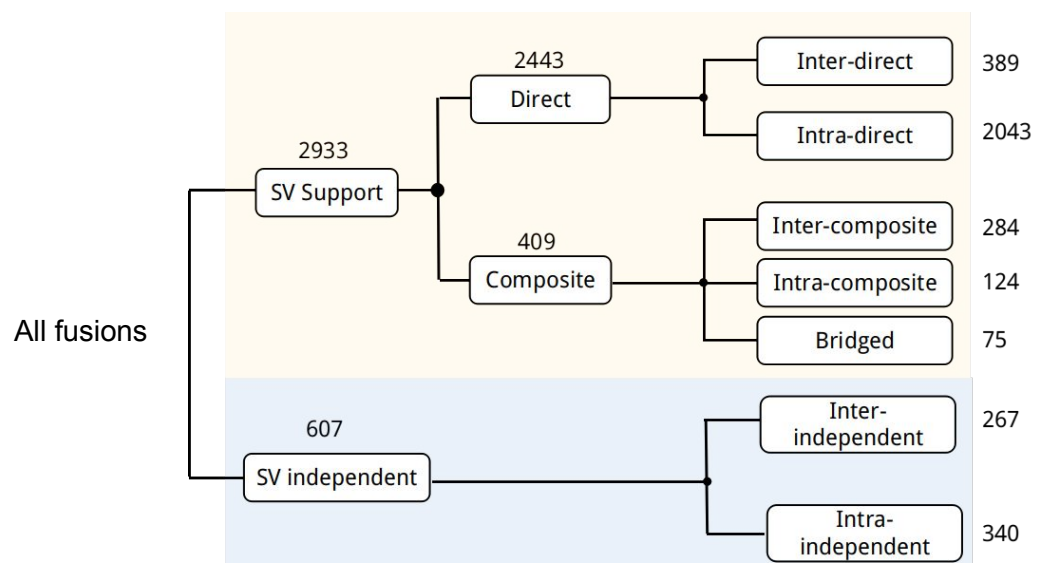 2443
Inter-direct
389
Direct
Intra-direct
2043
2933
SV Support
Inter-composite
284
409
Composite
Intra-composite
124
All fusions
Bridged
75
607
SV independent
Inter-
independent
267
Intra-
independent
340